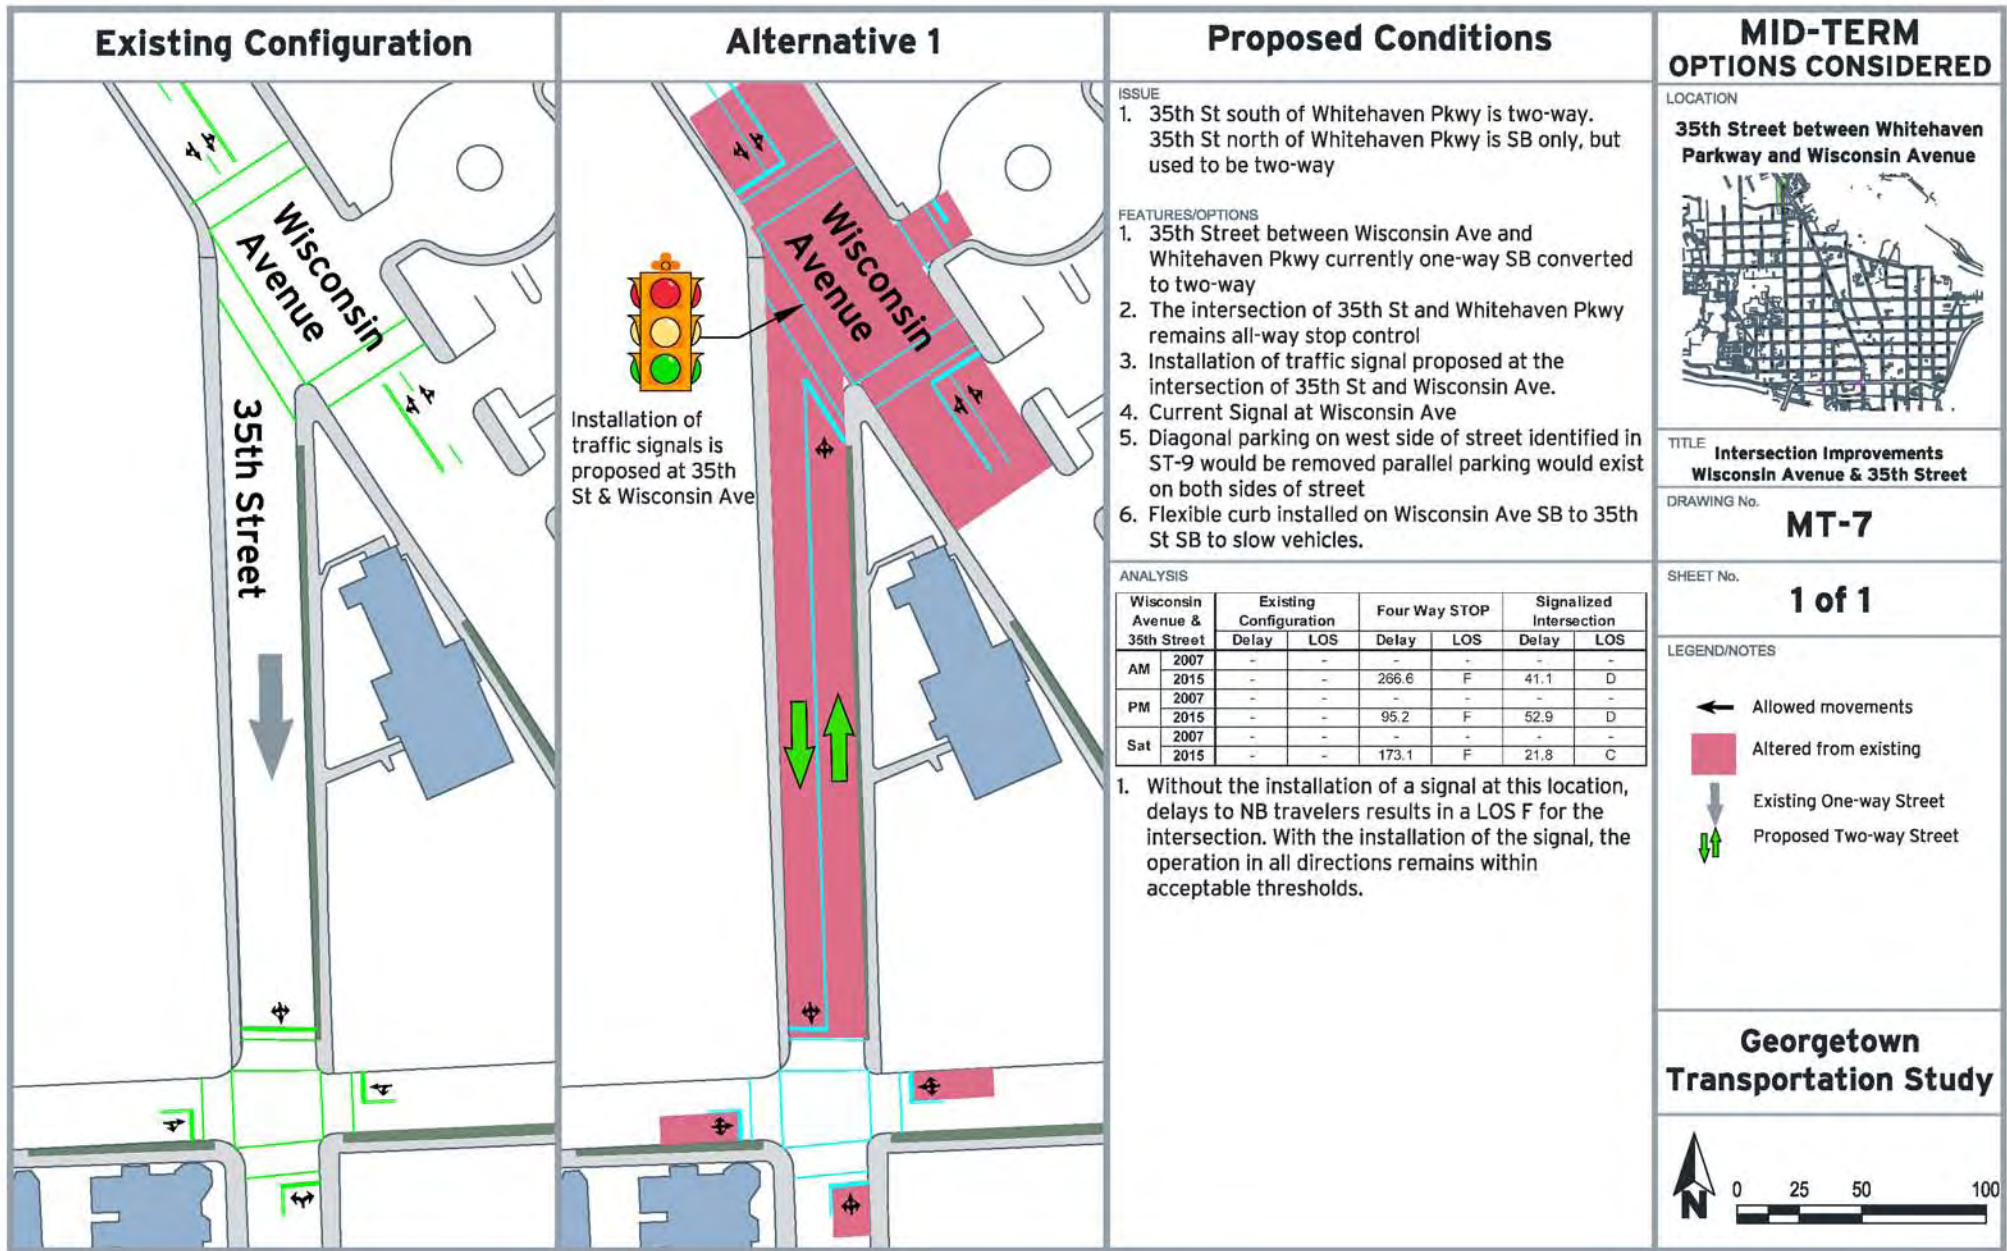 Existing Configuration
Wisconsin
Avenue
35th Street
Alternative 1
Wisconsin
Avenue
Installation of
traffic signals is
proposed at 35th
St & Wisconsin Ave
Proposed Conditions
ISSUE
1. 35th St south of Whitehaven Pkwy is two-way.
35th St north of Whitehaven Pkwy is SB only, but
used to be two-way
FEATURES/OPTIONS
1. 35th Street between Wisconsin Ave and
Whitehaven Pkwy currently one-way SB converted
to two-way
2. The intersection of 35th St and Whitehaven Pkwy
remains all-way stop control
3. Installation of traffic signal proposed at the
intersection of 35th St and Wisconsin Ave.
4. Current Signal at Wisconsin Ave
5. Diagonal parking on west side of street identified in
ST-9 would be removed parallel parking would exist
on both sides of street
6. Flexible curb installed on Wisconsin Ave SB to 35th
St SB to slow vehicles.
ANALYSIS
Wisconsin Avenue & 35th Street Existing Configuration Four Way STOP Signalized Intersection
Delay LOS Delay LOS Delay LOS
AM 2007 - - - - - -
2015 - - 266.6 F 41.1 D
PM 2007 - - - - - -
2015 - - 95.2 F 52.9 D
Sat 2007 - - - - - -
2015 - - 173.1 F 21.8 C
1. Without the installation of a signal at this location,
delays to NB travelers results in a LOS F for the
intersection. With the installation of the signal, the
operation in all directions remains within
acceptable thresholds.
MID-TERM
OPTIONS CONSIDERED
LOCATION
35th Street between Whitehaven
Parkway and Wisconsin Avenue
TITLE Intersection Improvements
Wisconsin Avenue & 35th Street
DRAWING No.
MT-7
SHEET No.
1 of 1
LEGEND/NOTES
Allowed movements
Altered from existing
Existing One-way Street
Proposed Two-way Street
Georgetown
Transportation Study
N
0 25 50 100